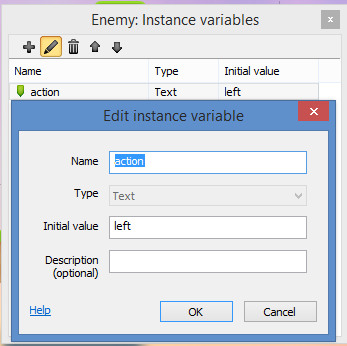 Enemy: Instance variables
x
Name Type Initial value
action Text left
Edit instance variable
Name action
Type Text
Initial value left
Description
(optional)
Help OK Cancel